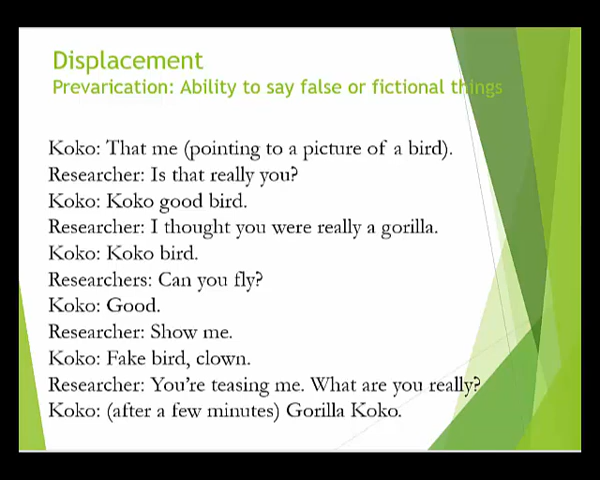 Displacement
Prevarication: Ability to say false or fictional things
Koko: That me (pointing to a picture of a bird).
Researcher: Is that really you?
Koko: Koko good bird.
Researcher: I thought you were really a gorilla.
Koko: Koko bird.
Researchers: Can you fly?
Koko: Good.
Researcher: Show me.
Koko: Fake bird, clown.
Researcher: You're teasing me. What are you really?
Koko: (after a few minutes) Gorilla Koko.